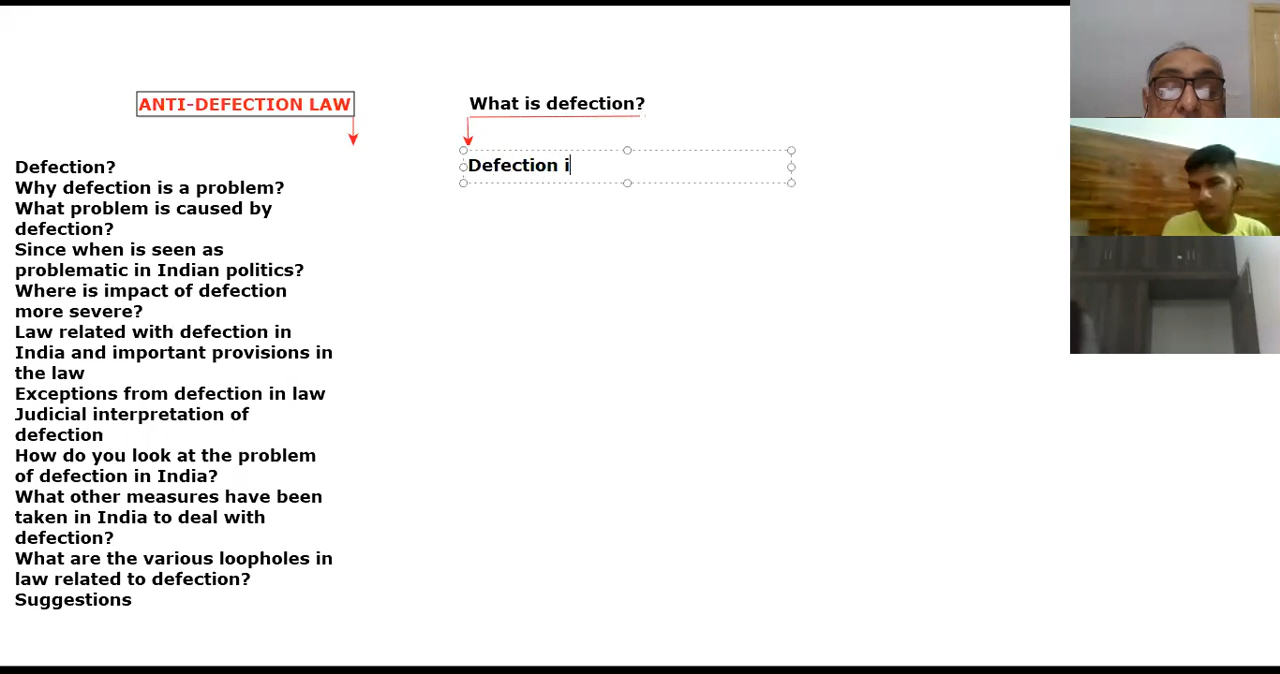 ANTI-DEFECTION LAW
Defection?
Why defection is a problem?
What problem is caused by
defection?
Since when is seen as
problematic in Indian politics?
Where is impact of defection
more severe?
Law related with defection in
India and important provisions in
the law
Exceptions from defection in law
Judicial interpretation of
defection
How do you look at the problem
of defection in India?
What other measures have been
taken in India to deal with
defection?
What are the various loopholes in
law related to defection?
Suggestions
What is defection?
Defection i